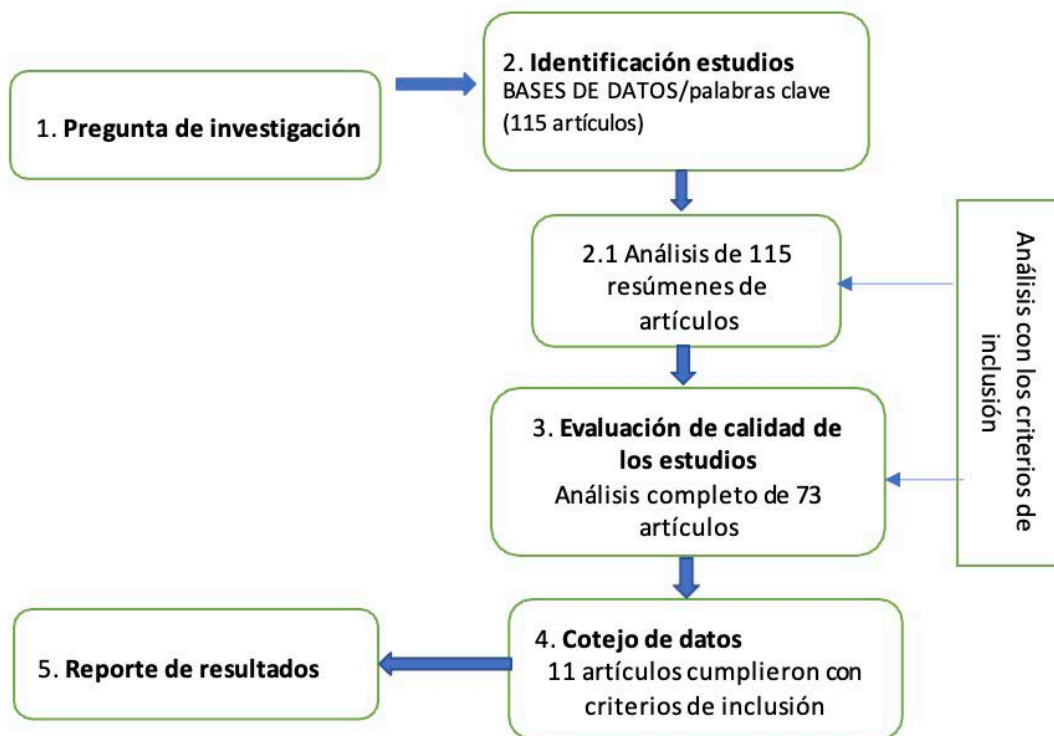 1. Pregunta de investigación
2. Identificación estudios
BASES DE DATOS/palabras clave
(115 artículos)
2.1 Análisis de 115
resúmenes de
artículos
3. Evaluación de calidad de
los estudios
Análisis completo de 73
artículos
Análisis con los criterios de
inclusión
4. Cotejo de datos
11 artículos cumplieron con
criterios de inclusión
5. Reporte de resultados